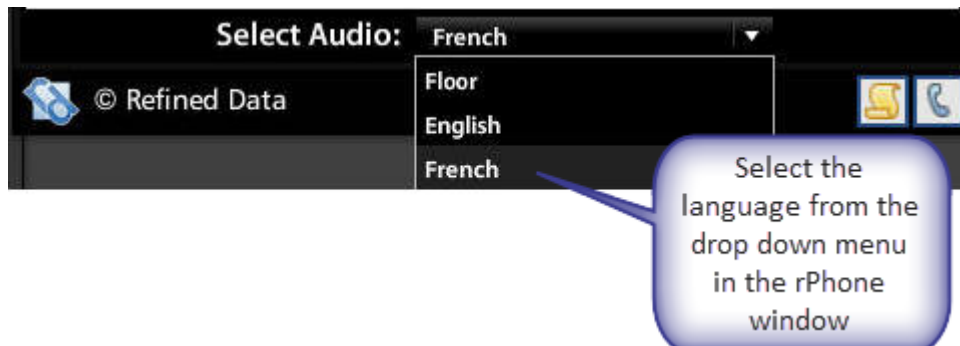 Select Audio: French
Floor
© Refined Data
English
French
Select the
language from the
drop down menu
in the rPhone
window